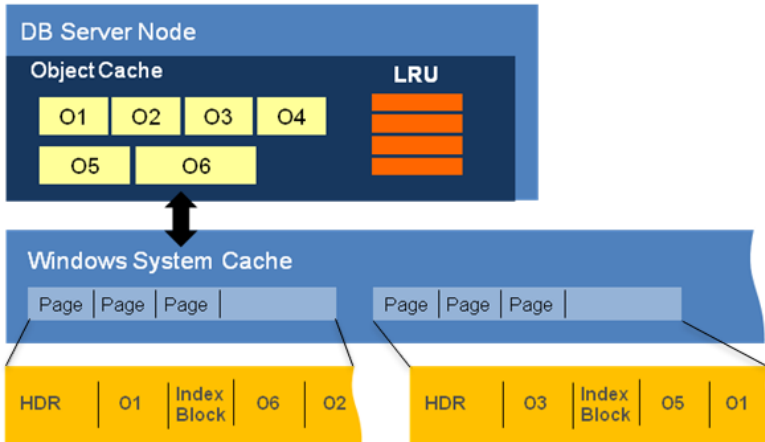 DB Server Node
Object Cache
LRU
O1 O2 O3 O4
O5 O6
Windows System Cache
Page Page Page Page Page Page
HDR O1 Index Block O6 O2 HDR O3 Index Block O5 O1